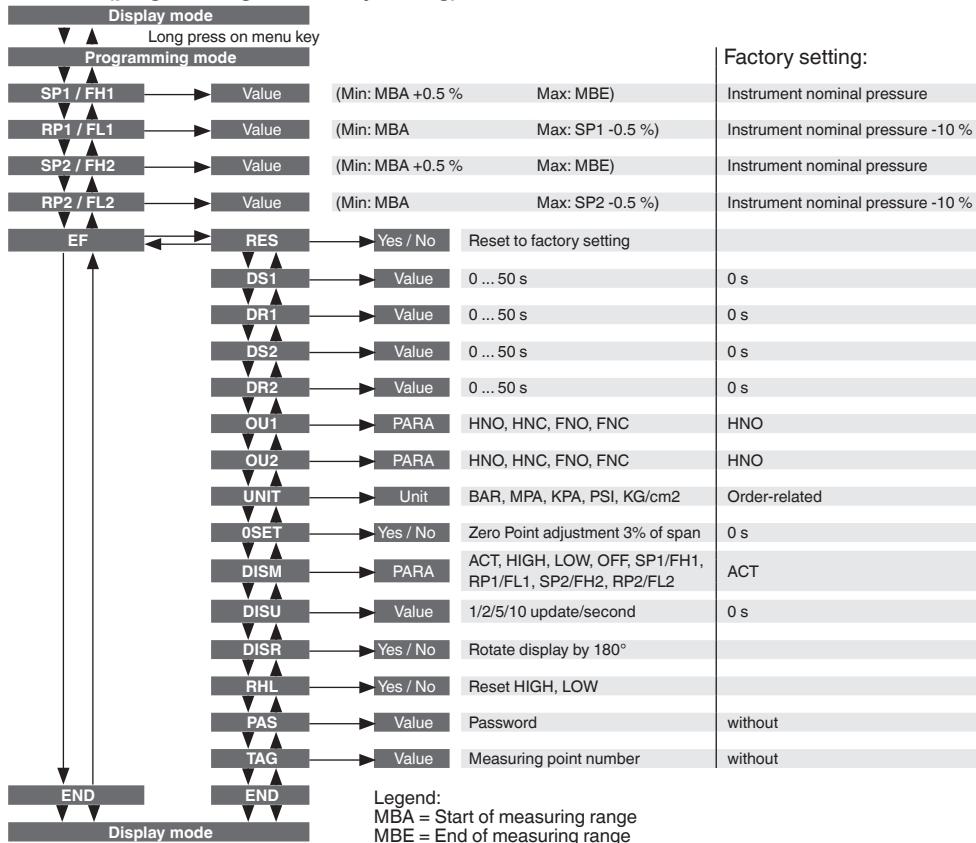 Display mode
Long press on menu key
Programming mode
Factory setting:
SP1 / FH1 Value (Min: MBA +0.5 % Max: MBE) Instrument nominal pressure
RP1 / FL1 Value (Min: MBA Max: SP1 -0.5 %) Instrument nominal pressure -10 %
SP2 / FH2 Value (Min: MBA +0.5 % Max: MBE) Instrument nominal pressure
RP2 / FL2 Value (Min: MBA Max: SP2 -0.5 %) Instrument nominal pressure -10 %
EF RES Yes / No Reset to factory setting
DS1 Value 0 ... 50 s 0 s
DR1 Value 0 ... 50 s 0 s
DS2 Value 0 ... 50 s 0 s
DR2 Value 0 ... 50 s 0 s
OU1 PARA HNO, HNC, FNO, FNC HNO
OU2 PARA HNO, HNC, FNO, FNC HNO
UNIT Unit BAR, MPA, KPA, PSI, KG/cm2 Order-related
0SET Yes / No Zero Point adjustment 3% of span 0 s
DISM PARA ACT, HIGH, LOW, OFF, SP1/FH1, ACT
RP1/FL1, SP2/FH2, RP2/FL2
DISU Value 1/2/5/10 update/second 0 s
DISR Yes / No Rotate display by 180°
RHL Yes / No Reset HIGH, LOW
PAS Value Password without
TAG Value Measuring point number without
END END
Legend:
MBA = Start of measuring range
Display mode
MBE = End of measuring range